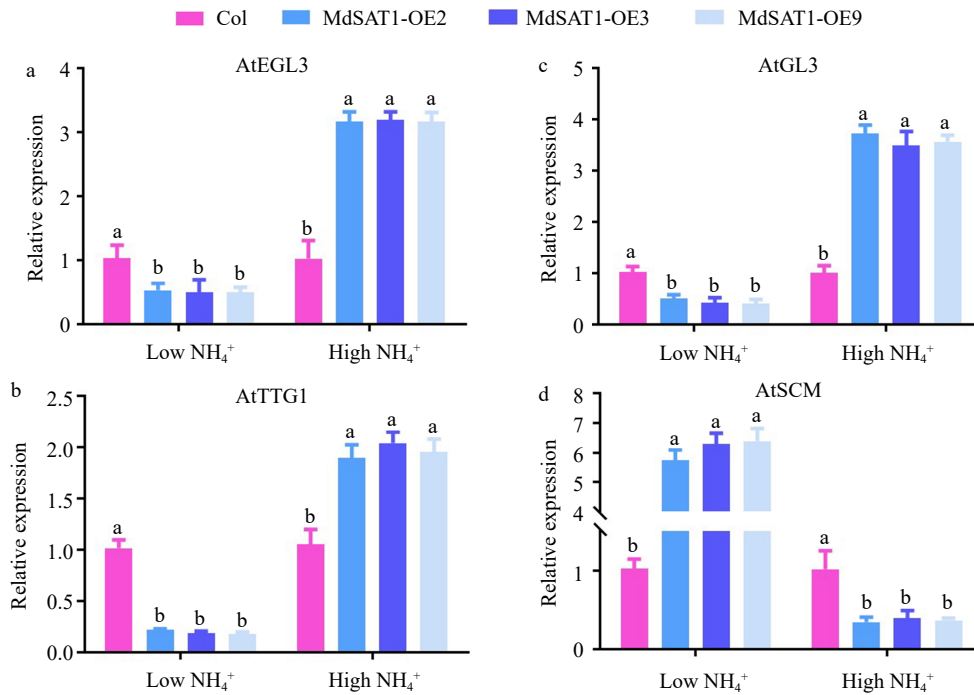 Col MdSAT1-OE2 MdSAT1-OE3 MdSAT1-OE9
a AtEGL3
Relative expression
4
3
2
1
0
a b b b b a a a
Low NH₄⁺ High NH₄⁺
c AtGL3
Relative expression
5
4
3
2
1
0
a b b b b a a a
Low NH₄⁺ High NH₄⁺
b AtTTG1
Relative expression
2.5
2.0
1.5
1.0
0.5
0.0
a b b b b a a a
Low NH₄⁺ High NH₄⁺
d AtSCM
Relative expression
8
7
6
5
4
1
0
b a a a a b b b
Low NH₄⁺ High NH₄⁺